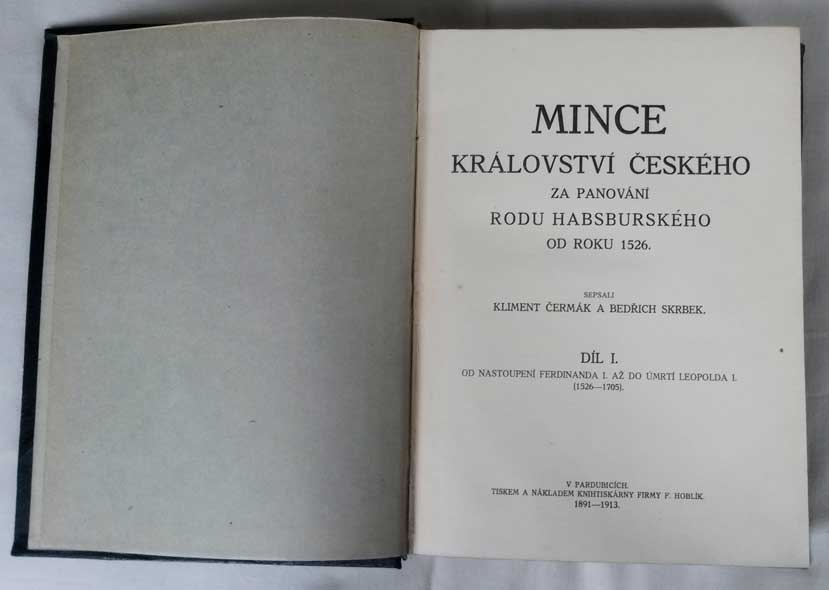 MINCE
KRÁLOVSTVÍ ČESKÉHO
ZA PANOVÁNÍ
RODU HABSBURSKÉHO
OD ROKU 1526.
SEPSALI
KLIMENT ČERMÁK A BEDŘICH SKRBEK.
DÍL I.
OD NASTOUPENÍ FERDINANDA I. AŽ DO ÚMRTÍ LEOPOLDA I.
(1526—1705).
V PARDUBICÍCH.
TISKEM A NÁKLADEM KNIHTISKÁRNY FIRMY F. HOBLÍK.
1891—1913.